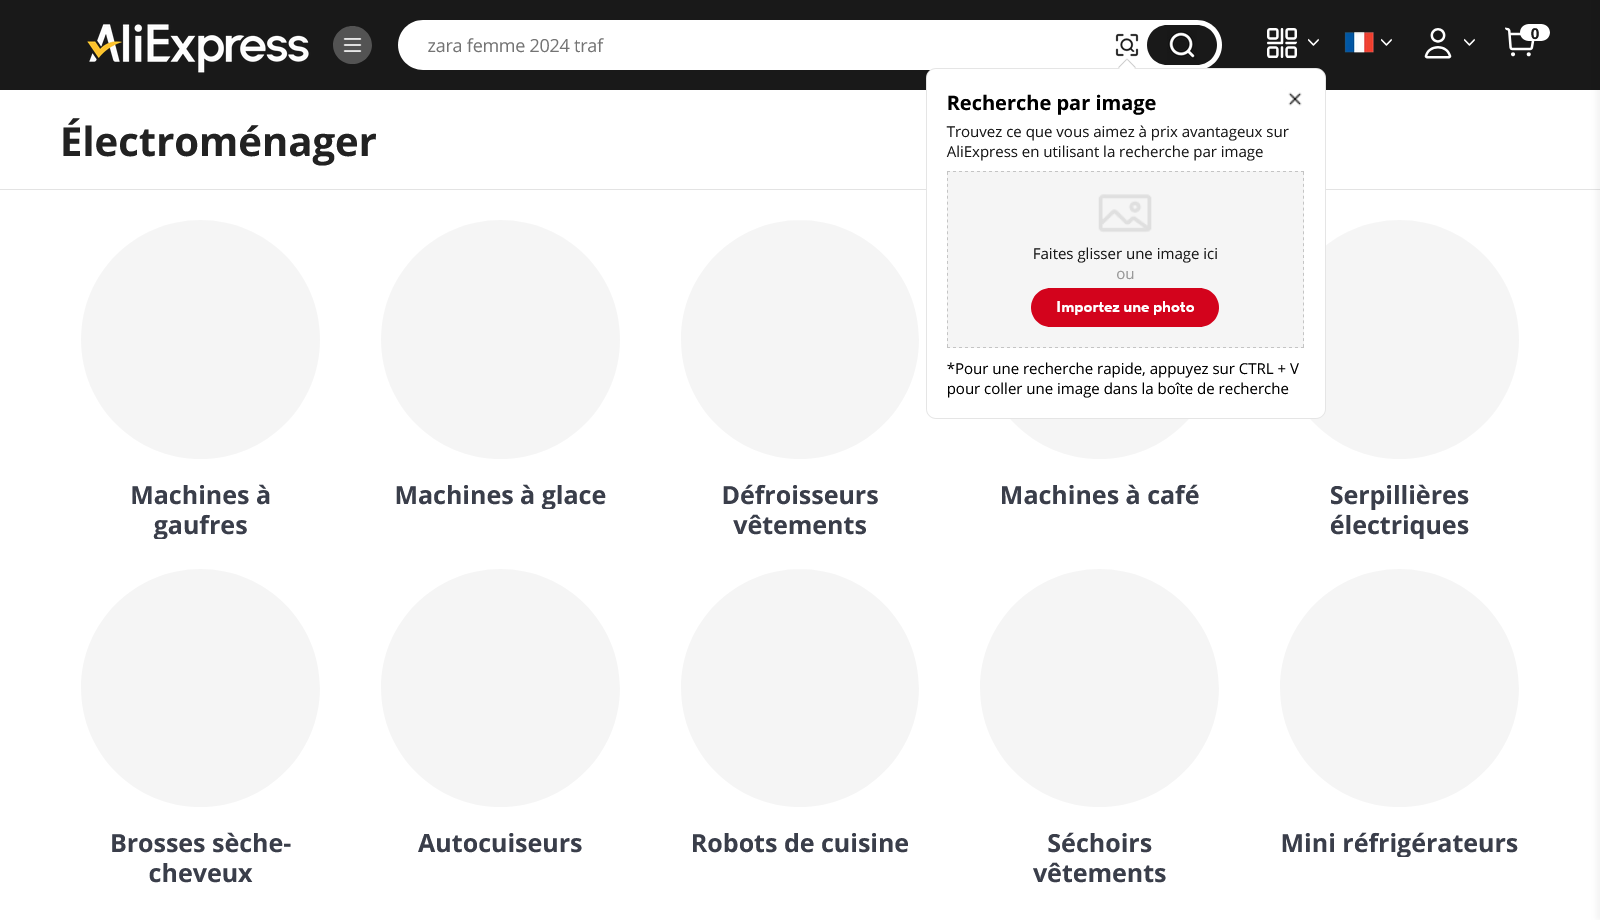 AliExpress
zara femme 2024 traf
0
Recherche par image
Trouvez ce que vous aimez à prix avantageux sur
AliExpress en utilisant la recherche par image
Faites glisser une image ici
ou
Importez une photo
*Pour une recherche rapide, appuyez sur CTRL + V
pour coller une image dans la boîte de recherche
Électroménager
Machines à
gaufres
Machines à glace
Défroisseurs
vêtements
Machines à café
Serpillières
électriques
Brosses sèche-
cheveux
Autocuiseurs
Robots de cuisine
Séchoirs
vêtements
Mini réfrigérateurs